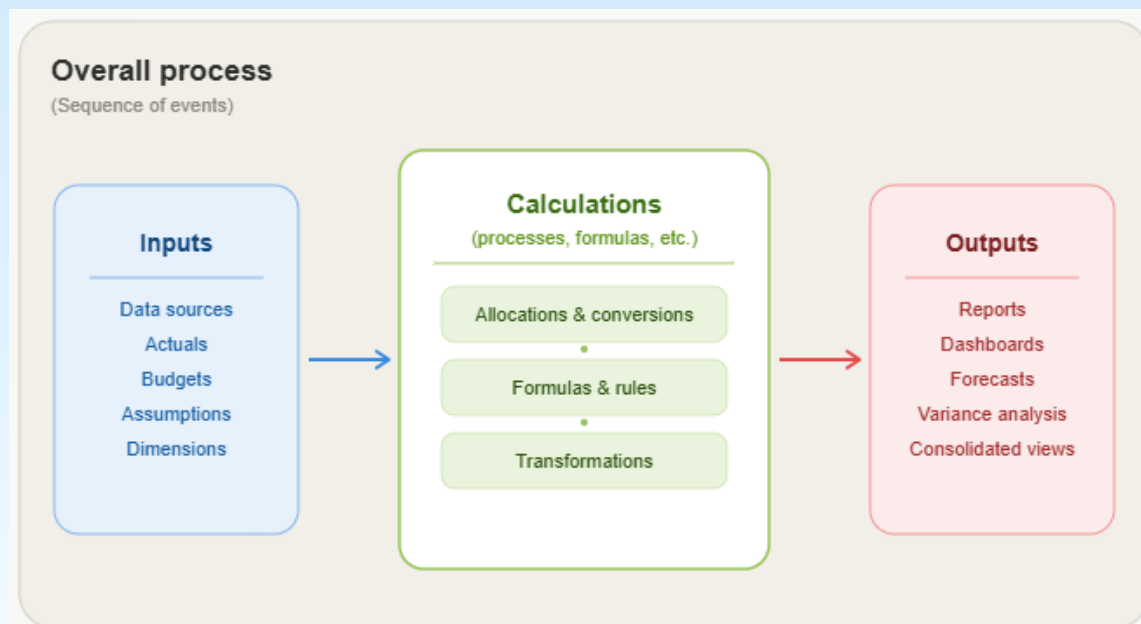 Overall process
(Sequence of events)
Inputs
Data sources
Actuals
Budgets
Assumptions
Dimensions
Calculations
(processes, formulas, etc.)
Allocations & conversions
Formulas & rules
Transformations
Outputs
Reports
Dashboards
Forecasts
Variance analysis
Consolidated views